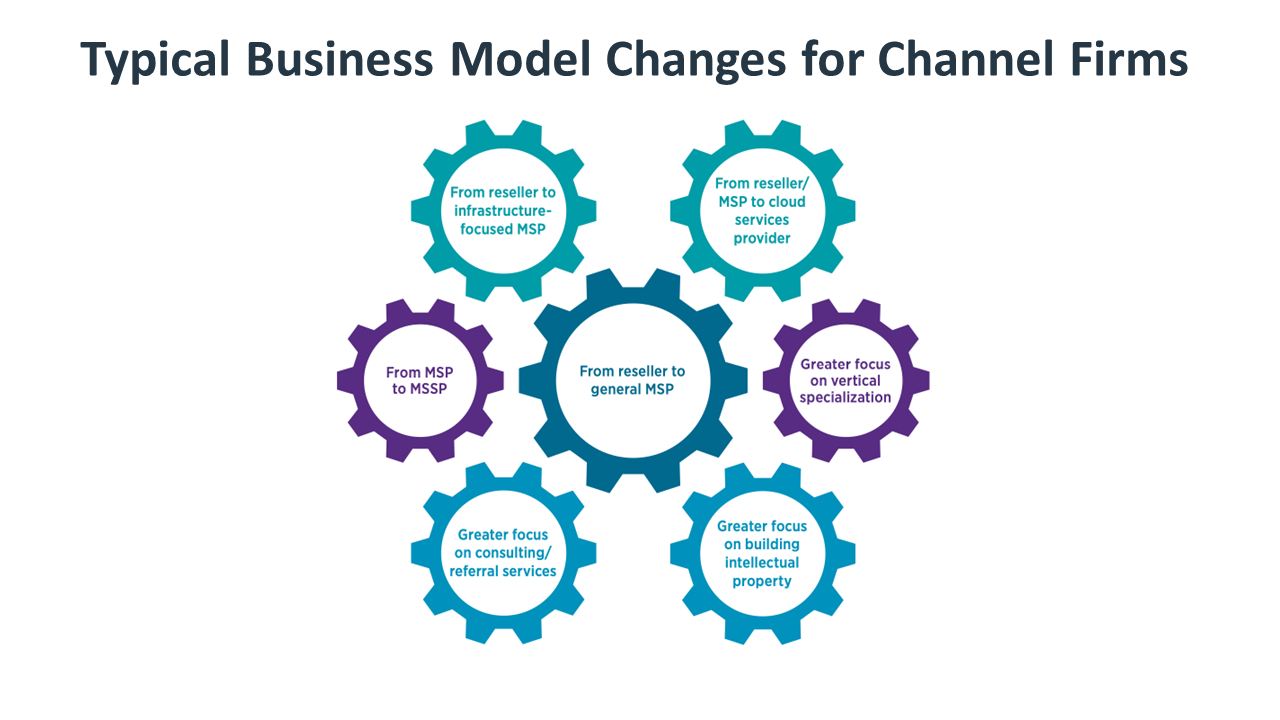 Typical Business Model Changes for Channel Firms
From reseller to
infrastructure-
focused MSP
From reseller/
MSP to cloud
services
provider
From MSP
to MSSP
From reseller to
general MSP
Greater focus
on vertical
specialization
Greater focus
on consulting/
referral services
Greater focus
on building
intellectual
property